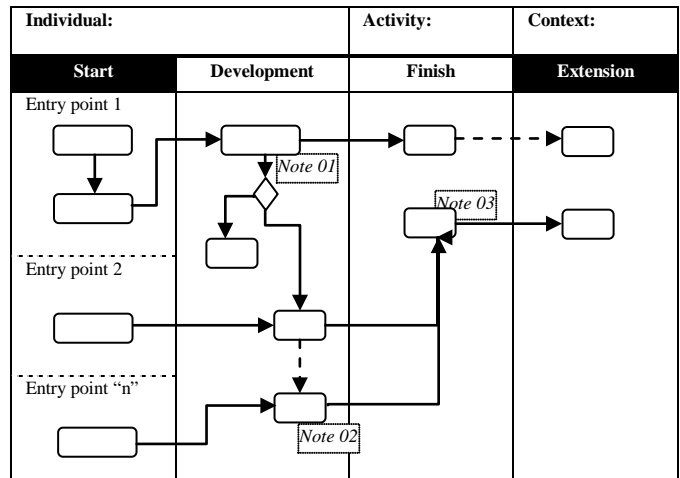 Individual:
Activity:
Context:
Start
Development
Finish
Extension
Entry point 1
Note 01
Note 03
Entry point 2
Entry point “n”
Note 02